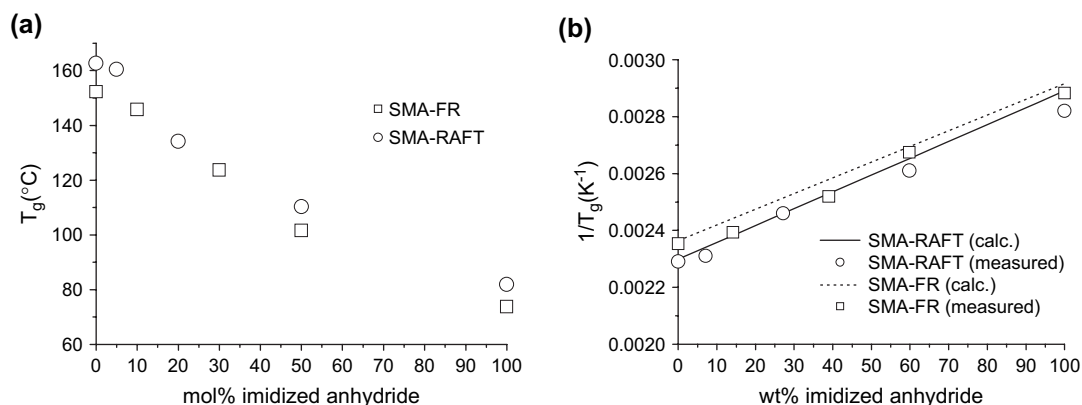 (a)
160
140
120
100
80
60
T_g(°C)
0 10 20 30 40 50 60 70 80 90 100
mol% imidized anhydride
SMA-FR
SMA-RAFT
(b)
0.0030
0.0028
0.0026
0.0024
0.0022
0.0020
1/T_g(K⁻¹)
0 10 20 30 40 50 60 70 80 90 100
wt% imidized anhydride
SMA-RAFT (calc.)
SMA-RAFT (measured)
SMA-FR (calc.)
SMA-FR (measured)